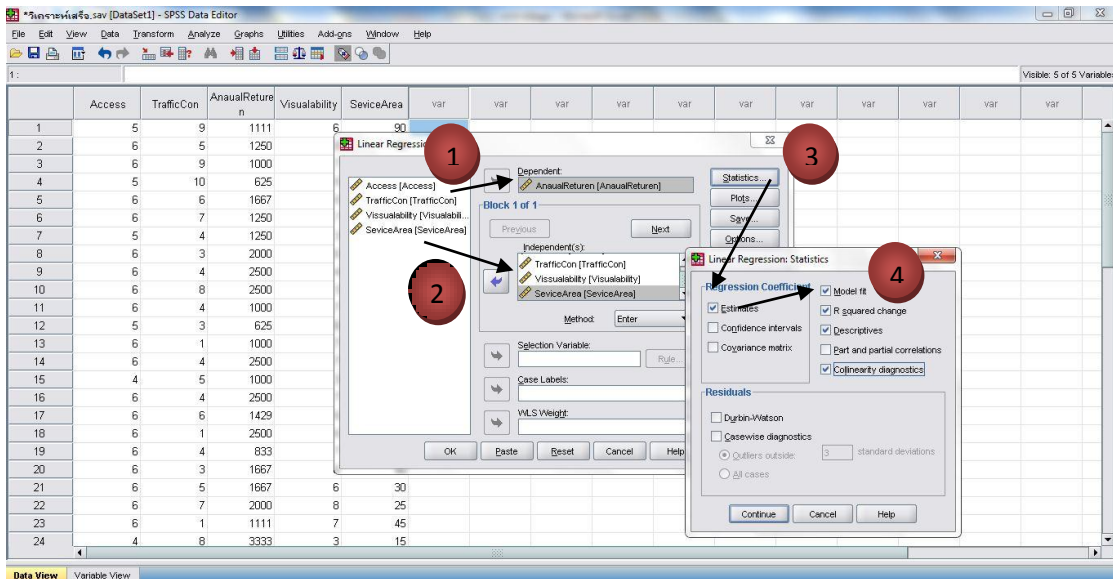 *วิเคราะห์เสร็จ.sav [DataSet1] - SPSS Data Editor
File Edit View Data Transform Analyze Graphs Utilities Add-ons Window Help
1 :
Visible: 5 of 5 Variable
Access TrafficCon AnaualReturen Visualability SeviceArea var var var var var var var var var var
1 5 9 1111 6 90
2 6 5 1250
3 6 9 1000
4 5 10 625
5 6 6 1667
6 6 7 1250
7 5 4 1250
8 6 3 2000
9 6 4 2500
10 6 8 2500
11 6 4 1000
12 5 3 625
13 6 1 1000
14 6 4 2500
15 4 5 1000
16 6 4 2500
17 6 6 1429
18 6 1 2500
19 6 4 833
20 6 3 1667
21 6 5 1667 6 30
22 6 7 2000 8 25
23 6 1 1111 7 45
24 4 8 3333 3 15
Data View Variable View
Linear Regressi
1
Access [Access]
TrafficCon [TrafficCon]
Vissualability [Visualabili...
SeviceArea [SeviceArea]
2
Dependent:
AnaualReturen [AnaualReturen]
Block 1 of 1
Previous Next
Independent(s):
TrafficCon [TrafficCon]
Vissualability [Visualability]
SeviceArea [SeviceArea]
Method: Enter
Selection Variable:
Rule...
Case Labels:
WLS Weight:
OK Paste Reset Cancel Help
3
Statistics...
Plots...
Save...
Options...
Linear Regression: Statistics
4
Regression Coefficient
Estimates
Confidence intervals
Covariance matrix
Model fit
R squared change
Descriptives
Part and partial correlations
Collinearity diagnostics
Residuals
Durbin-Watson
Casewise diagnostics
Outliers outside: 3 standard deviations
All cases
Continue Cancel Help